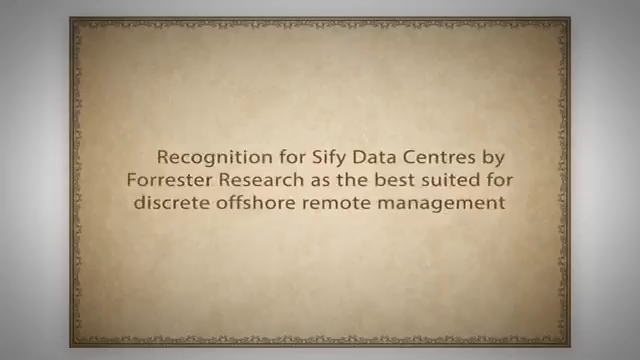 Recognition for Sify Data Centres by
Forrester Research as the best suited for
discrete offshore remote management